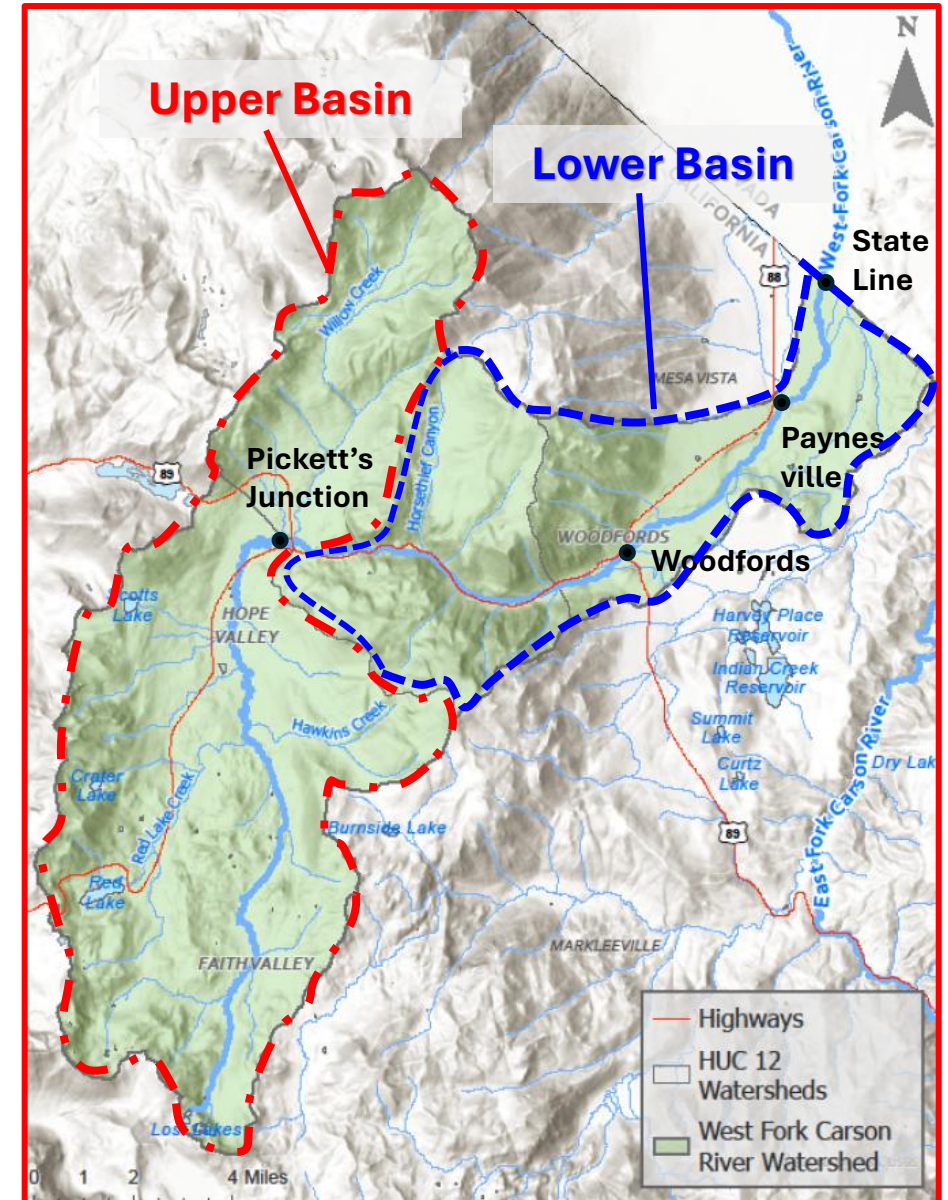 N
Upper Basin
Lower Basin
West Fork Carson River
NEVADA
CALIFORNIA
State
Line
88
Willow Creek
MESA VISTA
Paynes
ville
Pickett's
Junction
89
Horsethief Canyon
WOODFORDS
Woodfords
Lake
HOPE
VALLEY
Harvey Place
Reservoir
Indian Creek
Reservoir
Hawkins Creek
Summit
Lake
Curtz
Lake
Dry Lak
East Fork Carson River
Crater
Lake
Red Lake Creek
Burnside Lake
89
Red
Lake
MARKLEEVILLE
FAITH VALLEY
Lost Lakes
Highways
HUC 12
Watersheds
West Fork Carson
River Watershed
0 1 2 4 Miles